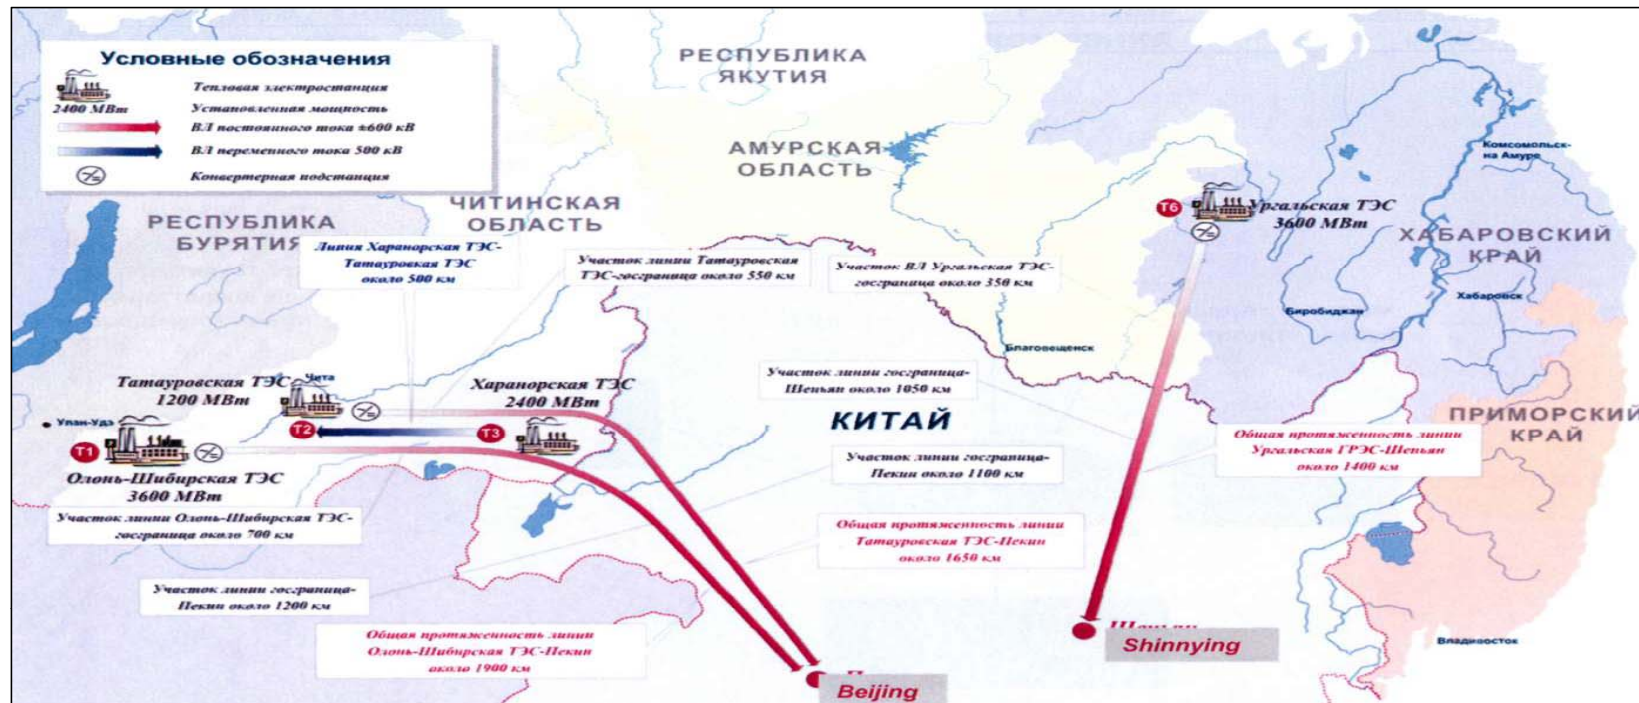 Условные обозначения
Тепловая электростанция
2400 МВт
Установленная мощность
ВЛ постоянного тока ±600 кВ
ВЛ переменного тока 500 кВ
Конвертерная подстанция
РЕСПУБЛИКА
ЯКУТИЯ
АМУРСКАЯ
ОБЛАСТЬ
ЧИТИНСКАЯ
ОБЛАСТЬ
РЕСПУБЛИКА
БУРЯТИЯ
Комсомольск-
на Амуре
Т6
Ургальская ТЭС
3600 МВт
ХАБАРОВСКИЙ
КРАЙ
Линия Харанорская ТЭС-
Татауровкая ТЭС
около 500 км
Участок линии Татауровская
ТЭС-госграница около 550 км
Участок ВЛ Ургальская ТЭС-
госграница около 350 км
Хабаровск
Биробиджан
Благовещенск
Участок линии госграница-
Шеньян около 1050 км
Татауровская ТЭС
1200 МВт
Чита
Харанорская ТЭС
2400 МВт
КИТАЙ
ПРИМОРСКИЙ
КРАЙ
Улан-Удэ
Т1
Т2
Т3
Олонь-Шибирская ТЭС
3600 МВт
Общая протяженность линии
Ургальская ГРЭС-Шеньян
около 1400 км
Участок линии госграница-
Пекин около 1100 км
Участок линии Олонь-Шибирская ТЭС-
госграница около 700 км
Общая протяженность линии
Татауровская ТЭС-Пекин
около 1650 км
Участок линии госграница-
Пекин около 1200 км
Общая протяженность линии
Олонь-Шибирская ТЭС-Пекин
около 1900 км
Shinnying
Владивосток
Beijing